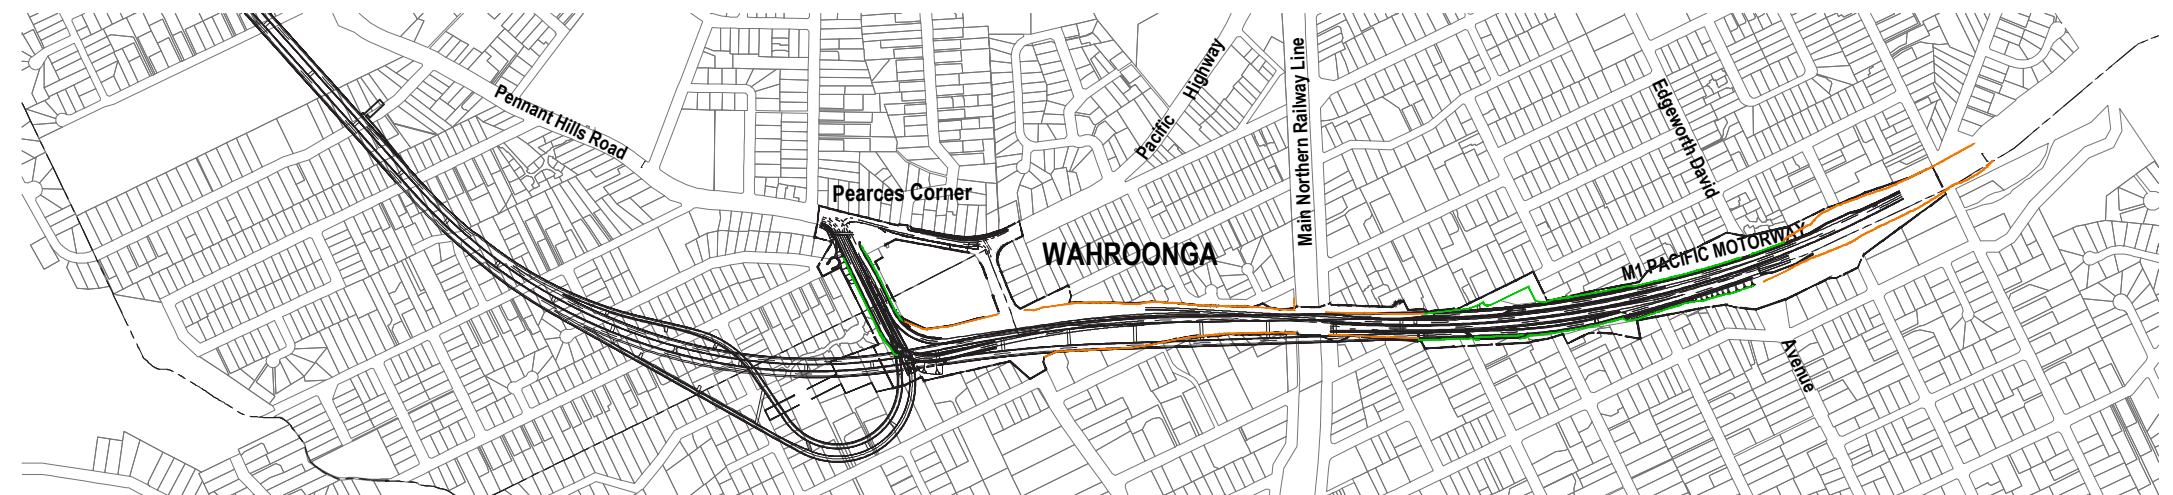 Pennant Hills Road
Pearces Corner
WAHROONGA
Pacific Highway
Main Northern Railway Line
Edgeworth David
Avenue
M1 PACIFIC MOTORWAY